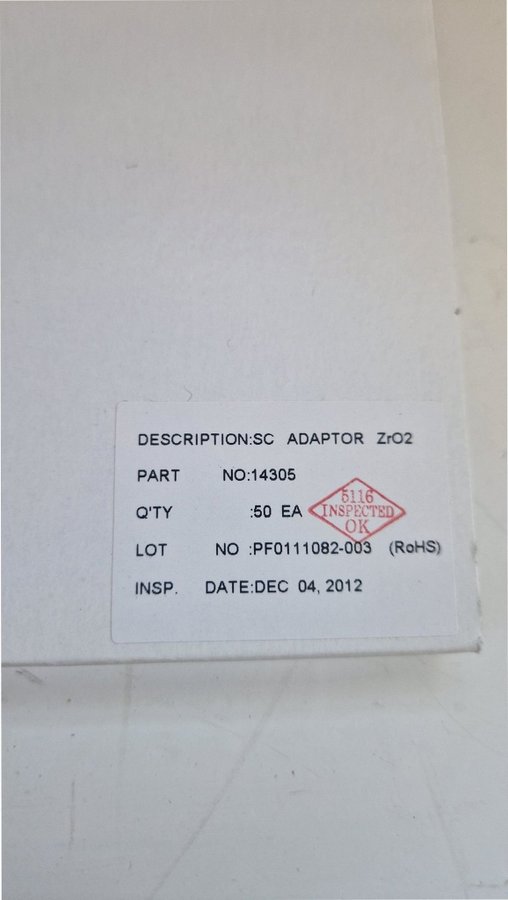 DESCRIPTION:SC ADAPTOR ZrO2
PART NO:14305
Q'TY :50 EA
5116
INSPECTED
OK
LOT NO :PF0111082-003 (RoHS)
INSP. DATE:DEC 04, 2012